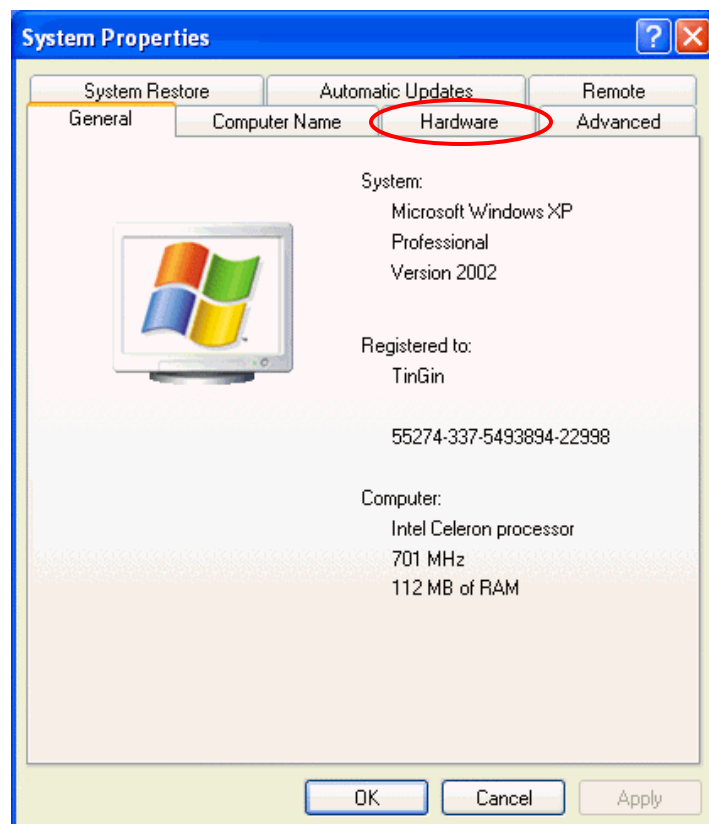 System Properties
System Restore Automatic Updates Remote
General Computer Name Hardware Advanced
System:
Microsoft Windows XP
Professional
Version 2002
Registered to:
TinGin
55274-337-5493894-22998
Computer:
Intel Celeron processor
701 MHz
112 MB of RAM
OK Cancel Apply